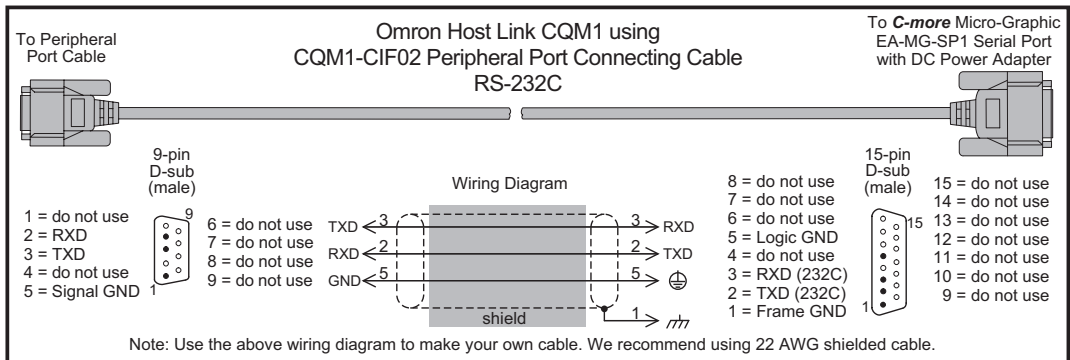 To Peripheral
Port Cable
Omron Host Link CQM1 using
CQM1-CIF02 Peripheral Port Connecting Cable
RS-232C
To C-more Micro-Graphic
EA-MG-SP1 Serial Port
with DC Power Adapter
9-pin
D-sub
(male)
1 = do not use
2 = RXD
3 = TXD
4 = do not use
5 = Signal GND
9
1
6 = do not use
7 = do not use
8 = do not use
9 = do not use
Wiring Diagram
TXD 3 3 RXD
RXD 2 2 TXD
GND 5 5
shield 1
8 = do not use
7 = do not use
6 = do not use
5 = Logic GND
4 = do not use
3 = RXD (232C)
2 = TXD (232C)
1 = Frame GND
15-pin
D-sub
(male)
15
1
15 = do not use
14 = do not use
13 = do not use
12 = do not use
11 = do not use
10 = do not use
9 = do not use
Note: Use the above wiring diagram to make your own cable. We recommend using 22 AWG shielded cable.